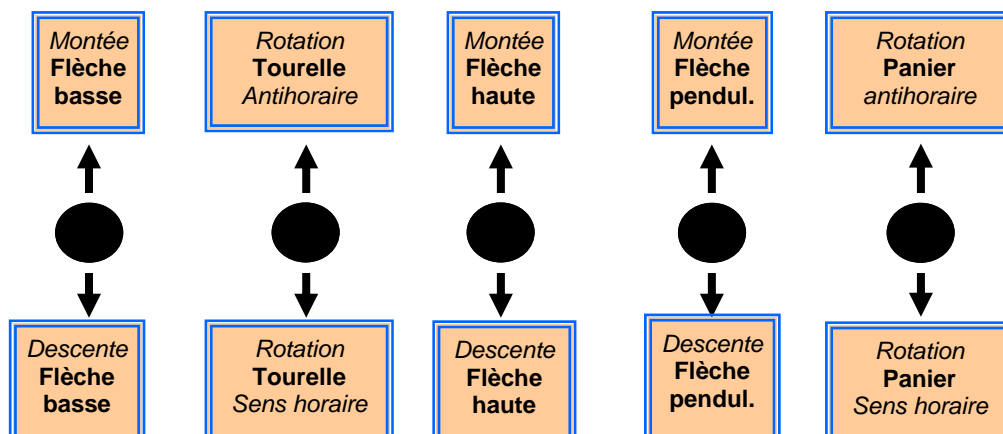 Montée
Flèche
basse
Rotation
Tourelle
Antihoraire
Montée
Flèche
haute
Montée
Flèche
pendul.
Rotation
Panier
antihoraire
Descente
Flèche
basse
Rotation
Tourelle
Sens horaire
Descente
Flèche
haute
Descente
Flèche
pendul.
Rotation
Panier
Sens horaire